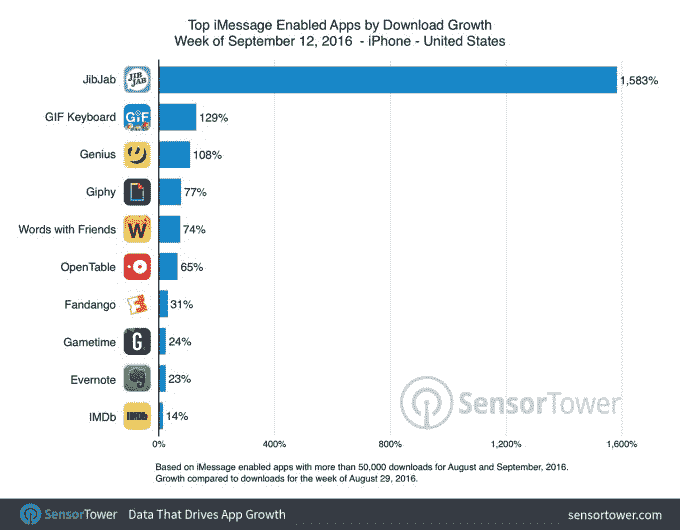 Top iMessage Enabled Apps by Download Growth
Week of September 12, 2016 - iPhone - United States
JibJab JIB JAB 1,583%
GIF Keyboard GIF 129%
Genius 108%
Giphy 77%
Words with Friends W 74%
OpenTable 65%
Fandango F 31%
Gametime G 24%
Evernote 23%
IMDb IMDb 14%
0% 400% 800% 1,200% 1,600%
SensorTower
Based on iMessage enabled apps with more than 50,000 downloads for August and September, 2016.
Growth compared to downloads for the week of August 29, 2016.
SensorTower Data That Drives App Growth sensortower.com